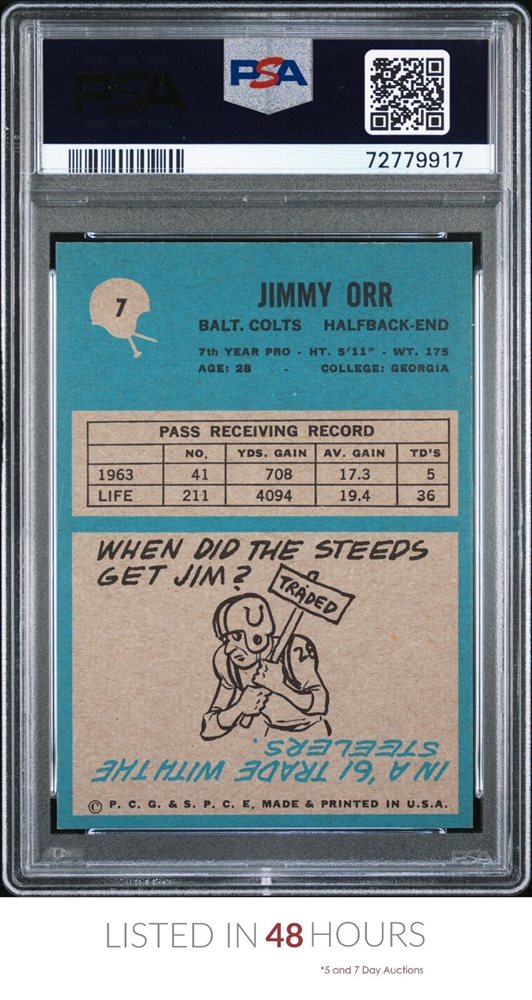 PSA
PSA
72779917
7
JIMMY ORR
BALT. COLTS HALFBACK-END
7th YEAR PRO - HT. 5'11" - WT. 175
AGE: 28 - COLLEGE: GEORGIA
PASS RECEIVING RECORD
NO. YDS. GAIN AV. GAIN TD'S
1963 41 708 17.3 5
LIFE 211 4094 19.4 36
WHEN DID THE STEEDS
GET JIM?
TRADED
28
IN A '61 TRADE WITH THE
STEELERS.
© P. C. G. & S. P. C. E. MADE & PRINTED IN U.S.A.
PSA
LISTED IN 48 HOURS
*5 and 7 Day Auctions